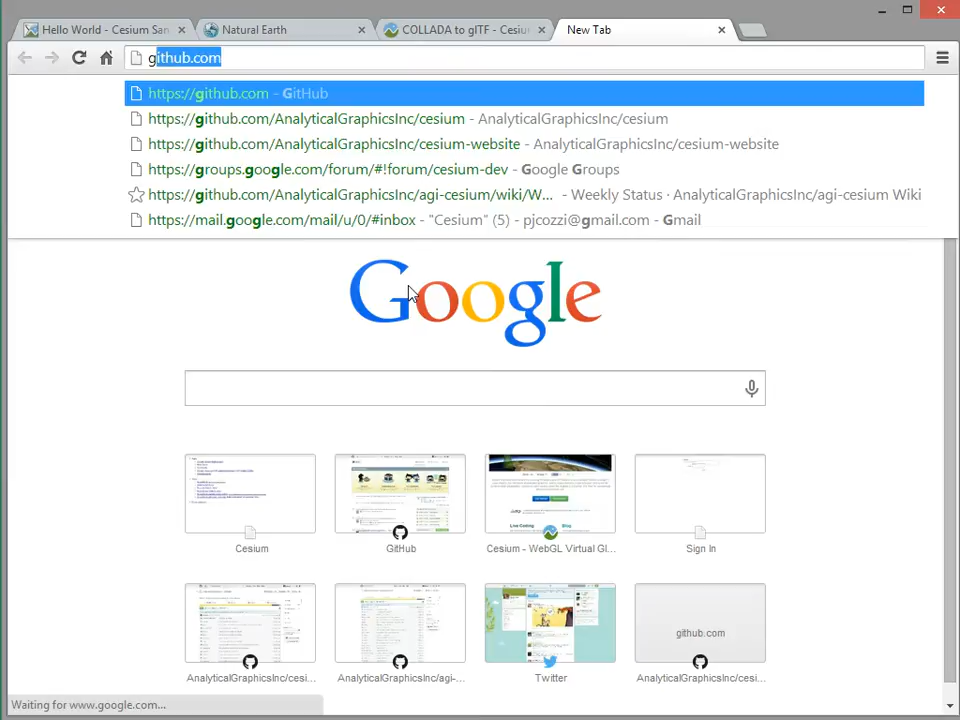 Hello World - Cesium San
Natural Earth
COLLADA to glTF - Cesiu
New Tab
github.com
https://github.com - GitHub
https://github.com/AnalyticalGraphicsInc/cesium - AnalyticalGraphicsInc/cesium
https://github.com/AnalyticalGraphicsInc/cesium-website - AnalyticalGraphicsInc/cesium-website
https://groups.google.com/forum/#!forum/cesium-dev - Google Groups
https://github.com/AnalyticalGraphicsInc/agi-cesium/wiki/W... - Weekly Status · AnalyticalGraphicsInc/agi-cesium Wiki
https://mail.google.com/mail/u/0/#inbox - "Cesium" (5) - pjcozzi@gmail.com - Gmail
Google
Cesium
GitHub
Live Coding
Blog
Cesium - WebGL Virtual Gl...
Sign In
AnalyticalGraphicsInc/cesi...
AnalyticalGraphicsInc/agi-...
Twitter
github.com
AnalyticalGraphicsInc/cesi...
Waiting for www.google.com...